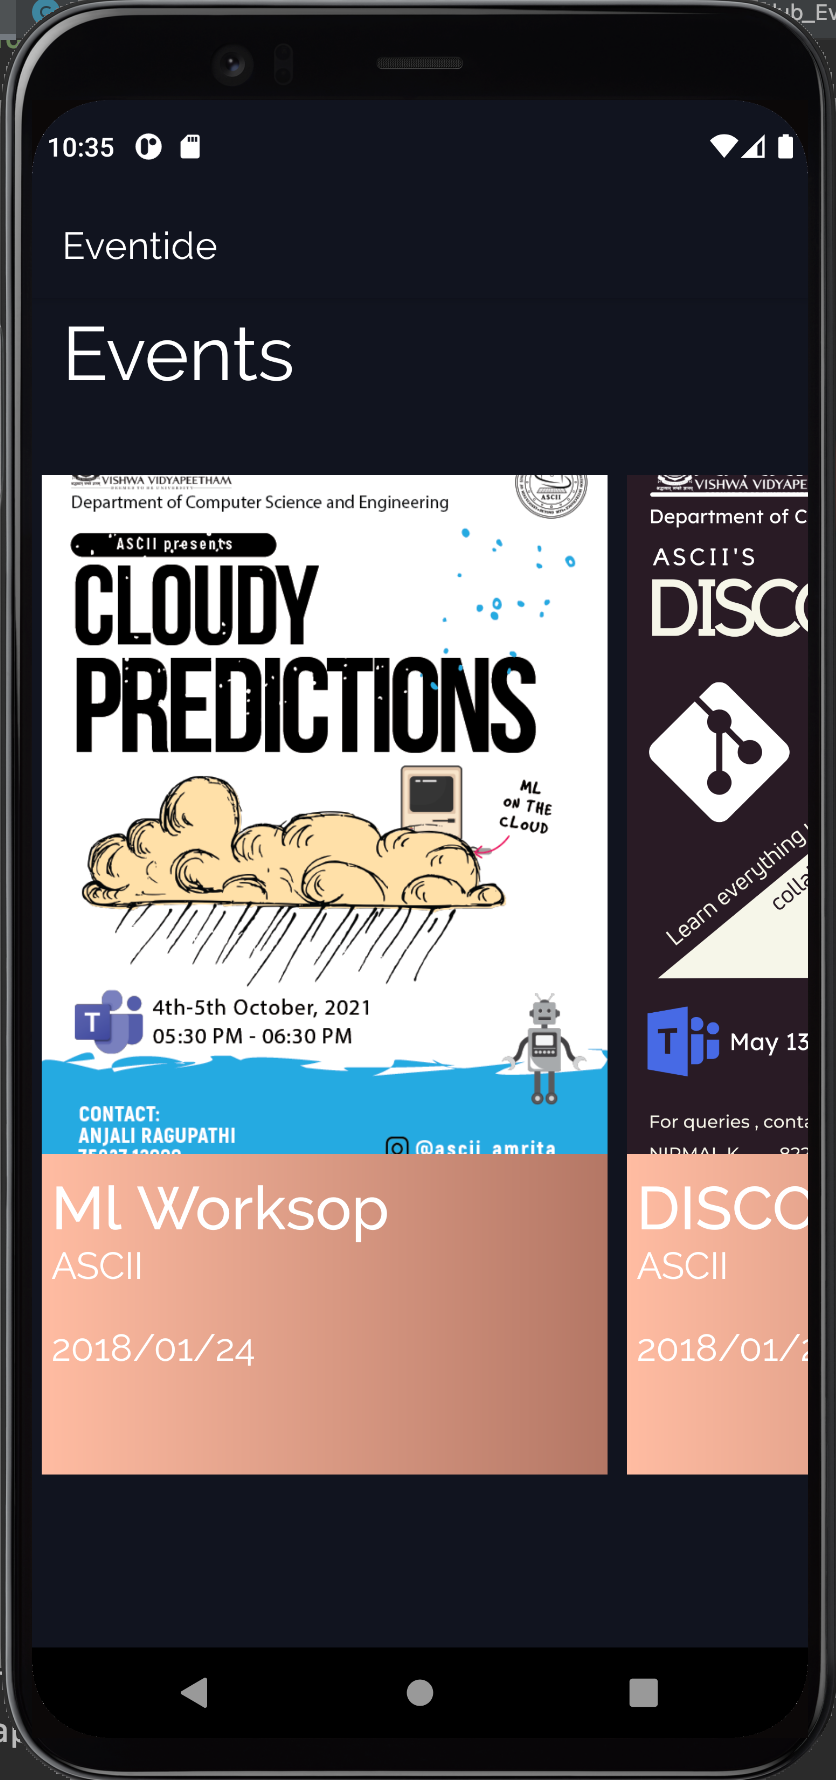 10:35
Eventide
Events
VISHWA VIDYAPEETHAM
Department of Computer Science and Engineering
ASCII
ASCII presents
CLOUDY
PREDICTIONS
ML
ON THE
CLOUD
T
4th-5th October, 2021
05:30 PM - 06:30 PM
CONTACT:
ANJALI RAGUPATHI
@ascii_amrita
Ml Worksop
ASCII
2018/01/24
VISHWA VIDYAPE
Department of C
ASCII'S
DISCO
Learn everything
colla
T
May 13
For queries , conta
NIRMAL K
DISCO
ASCII
2018/01/2